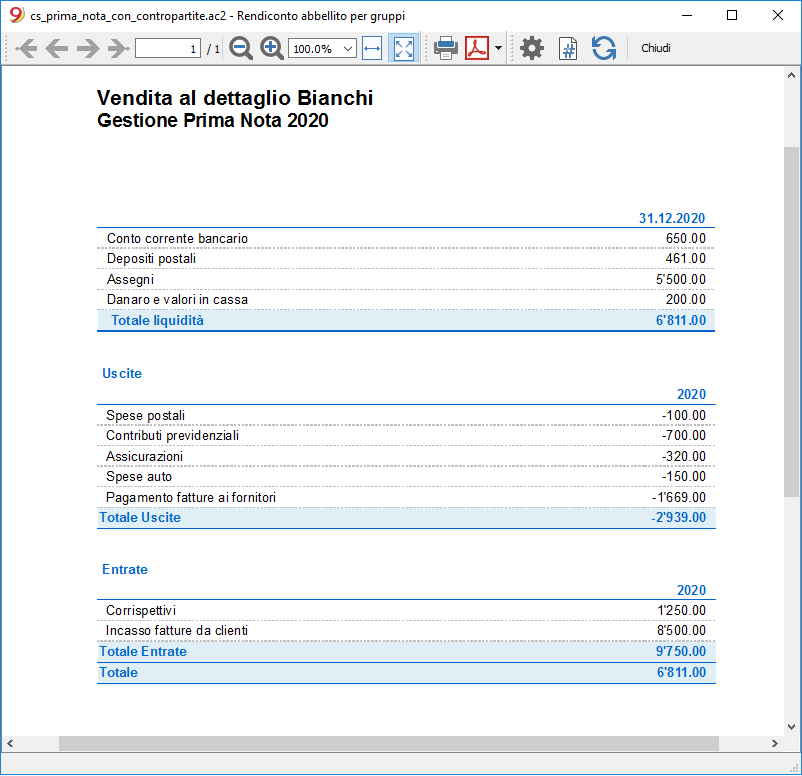 cs_prima_nota_con_contropartite.ac2 - Rendiconto abbellito per gruppi
1 / 1 100.0% Chiudi
Vendita al dettaglio Bianchi
Gestione Prima Nota 2020
31.12.2020
Conto corrente bancario 650.00
Depositi postali 461.00
Assegni 5'500.00
Danaro e valori in cassa 200.00
Totale liquidità 6'811.00
Uscite
2020
Spese postali -100.00
Contributi previdenziali -700.00
Assicurazioni -320.00
Spese auto -150.00
Pagamento fatture ai fornitori -1'669.00
Totale Uscite -2'939.00
Entrate
2020
Corrispettivi 1'250.00
Incasso fatture da clienti 8'500.00
Totale Entrate 9'750.00
Totale 6'811.00